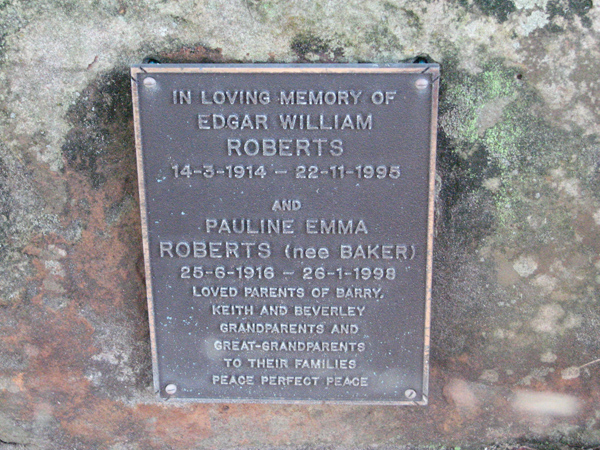 IN LOVING MEMORY OF
EDGAR WILLIAM
ROBERTS
14-3-1914 - 22-11-1995
AND
PAULINE EMMA
ROBERTS (nee BAKER)
25-6-1916 - 26-1-1998
LOVED PARENTS OF BARRY,
KEITH AND BEVERLEY
GRANDPARENTS AND
GREAT-GRANDPARENTS
TO THEIR FAMILIES
PEACE PERFECT PEACE